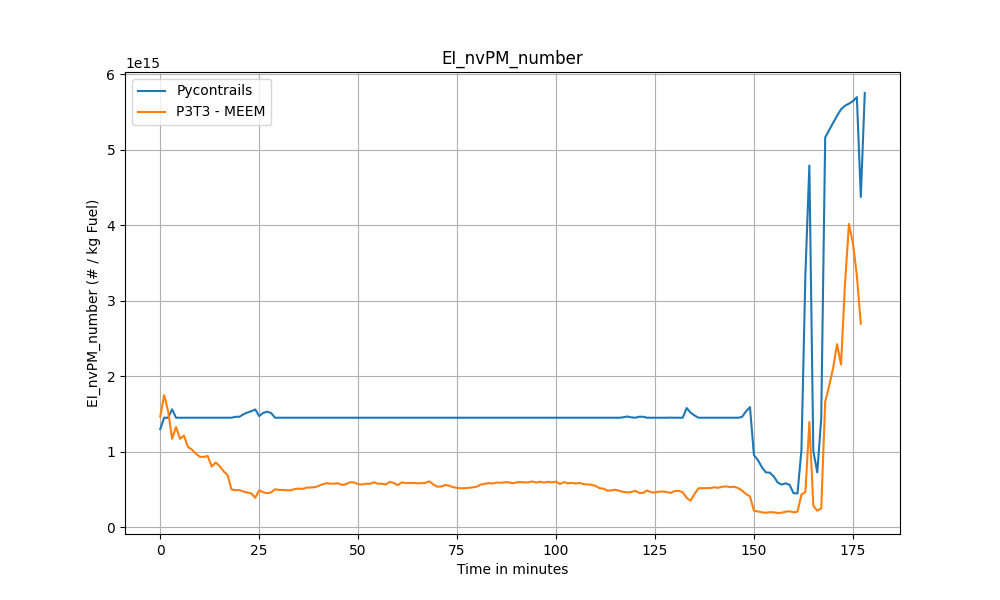 EI_nvPM_number
1e15
Pycontrails
P3T3 - MEEM
6
5
4
3
2
1
0
EI_nvPM_number (# / kg Fuel)
0 25 50 75 100 125 150 175
Time in minutes